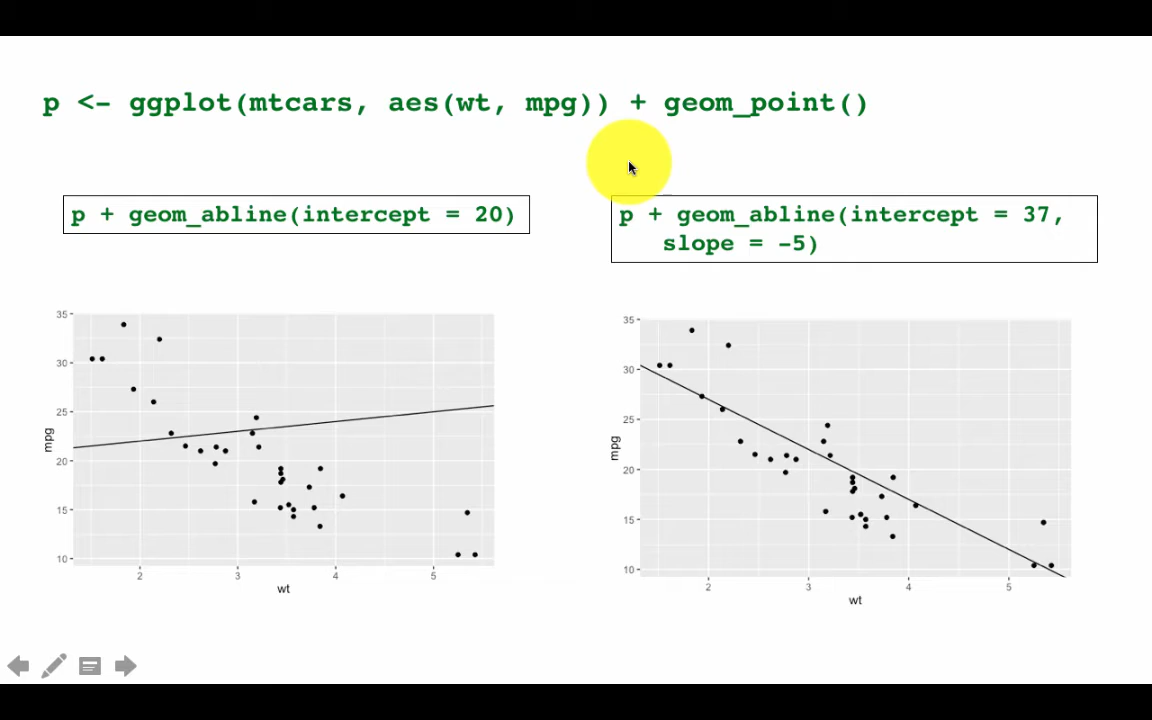 p <- ggplot(mtcars, aes(wt, mpg)) + geom_point()
p + geom_abline(intercept = 20)
p + geom_abline(intercept = 37,
slope = -5)
35
30
25
20
15
10
mpg
2 3 4 5
wt
35
30
25
20
15
10
mpg
2 3 4 5
wt